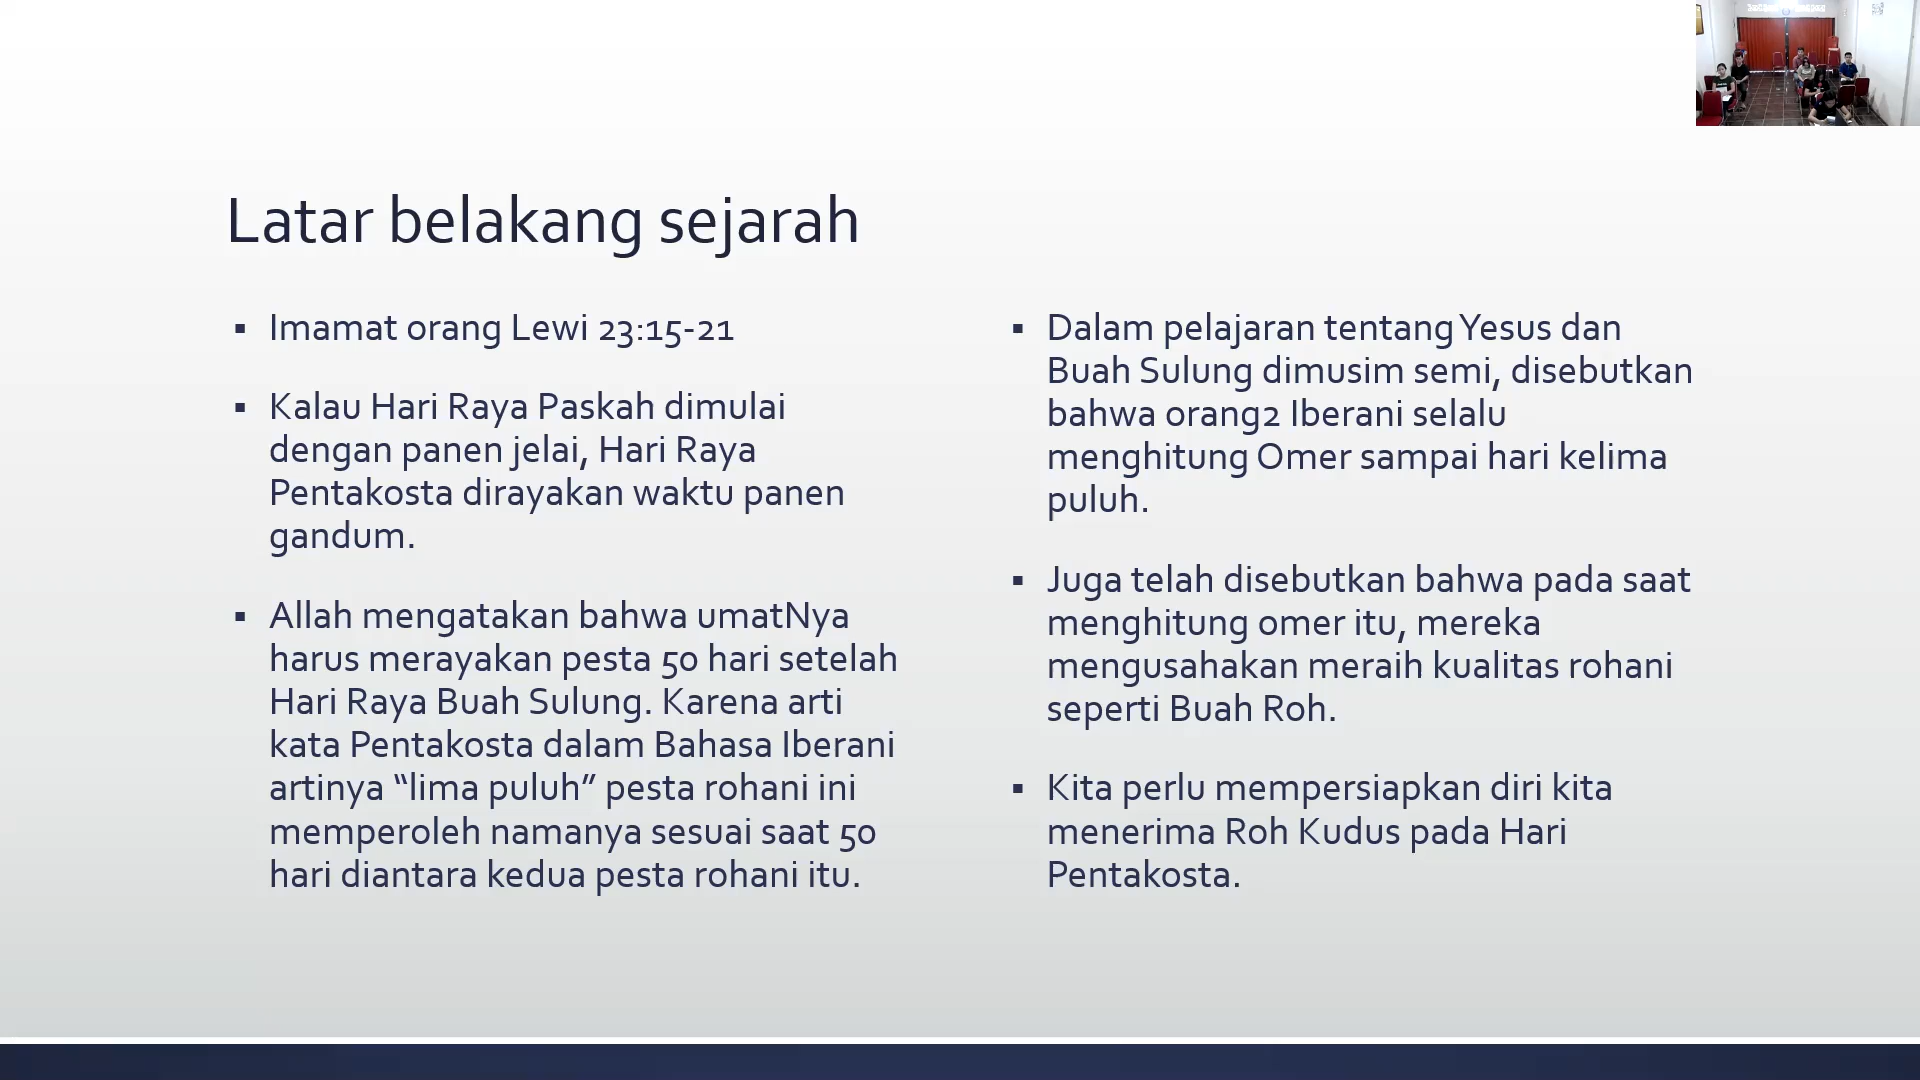 Latar belakang sejarah
▪ Imamat orang Lewi 23:15-21
▪ Kalau Hari Raya Paskah dimulai
dengan panen jelai, Hari Raya
Pentakosta dirayakan waktu panen
gandum.
▪ Allah mengatakan bahwa umatNya
harus merayakan pesta 50 hari setelah
Hari Raya Buah Sulung. Karena arti
kata Pentakosta dalam Bahasa Iberani
artinya “lima puluh” pesta rohani ini
memperoleh namanya sesuai saat 50
hari diantara kedua pesta rohani itu.
▪ Dalam pelajaran tentang Yesus dan
Buah Sulung dimusim semi, disebutkan
bahwa orang2 Iberani selalu
menghitung Omer sampai hari kelima
puluh.
▪ Juga telah disebutkan bahwa pada saat
menghitung omer itu, mereka
mengusahakan meraih kualitas rohani
seperti Buah Roh.
▪ Kita perlu mempersiapkan diri kita
menerima Roh Kudus pada Hari
Pentakosta.